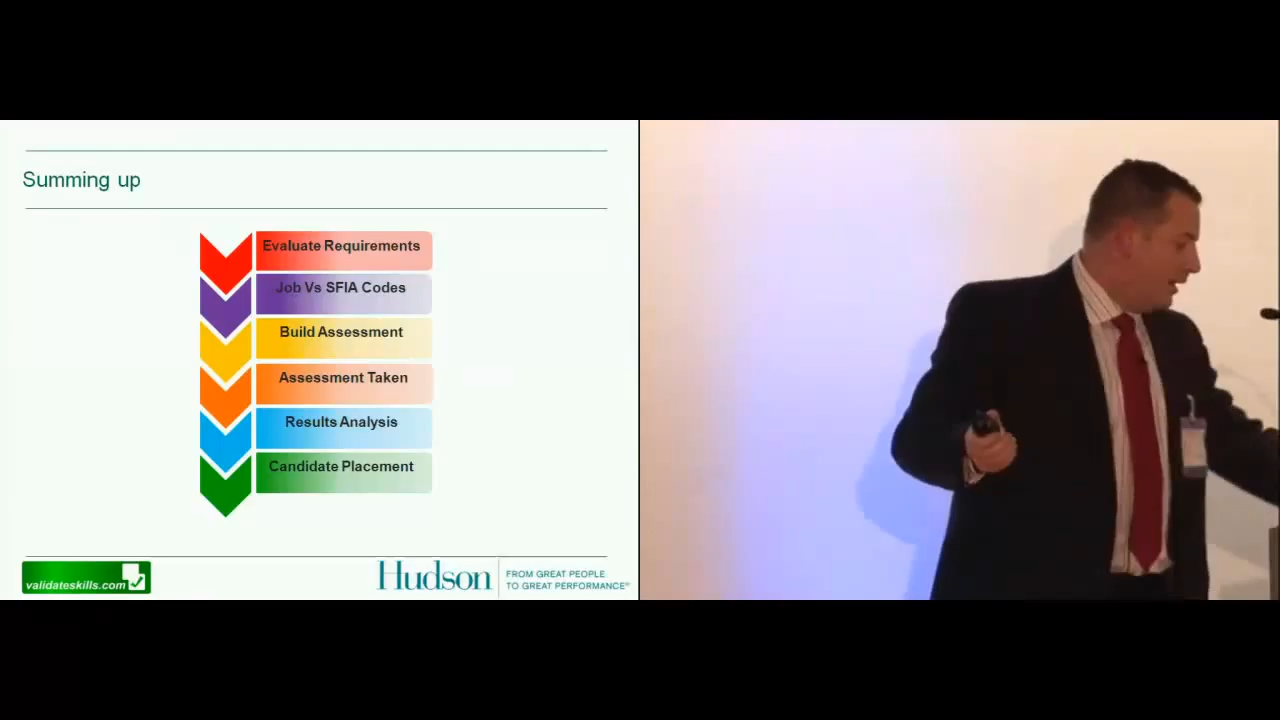 Summing up
Evaluate Requirements
Job Vs SFIA Codes
Build Assessment
Assessment Taken
Results Analysis
Candidate Placement
validateskills.com
Hudson
FROM GREAT PEOPLE
TO GREAT PERFORMANCE®